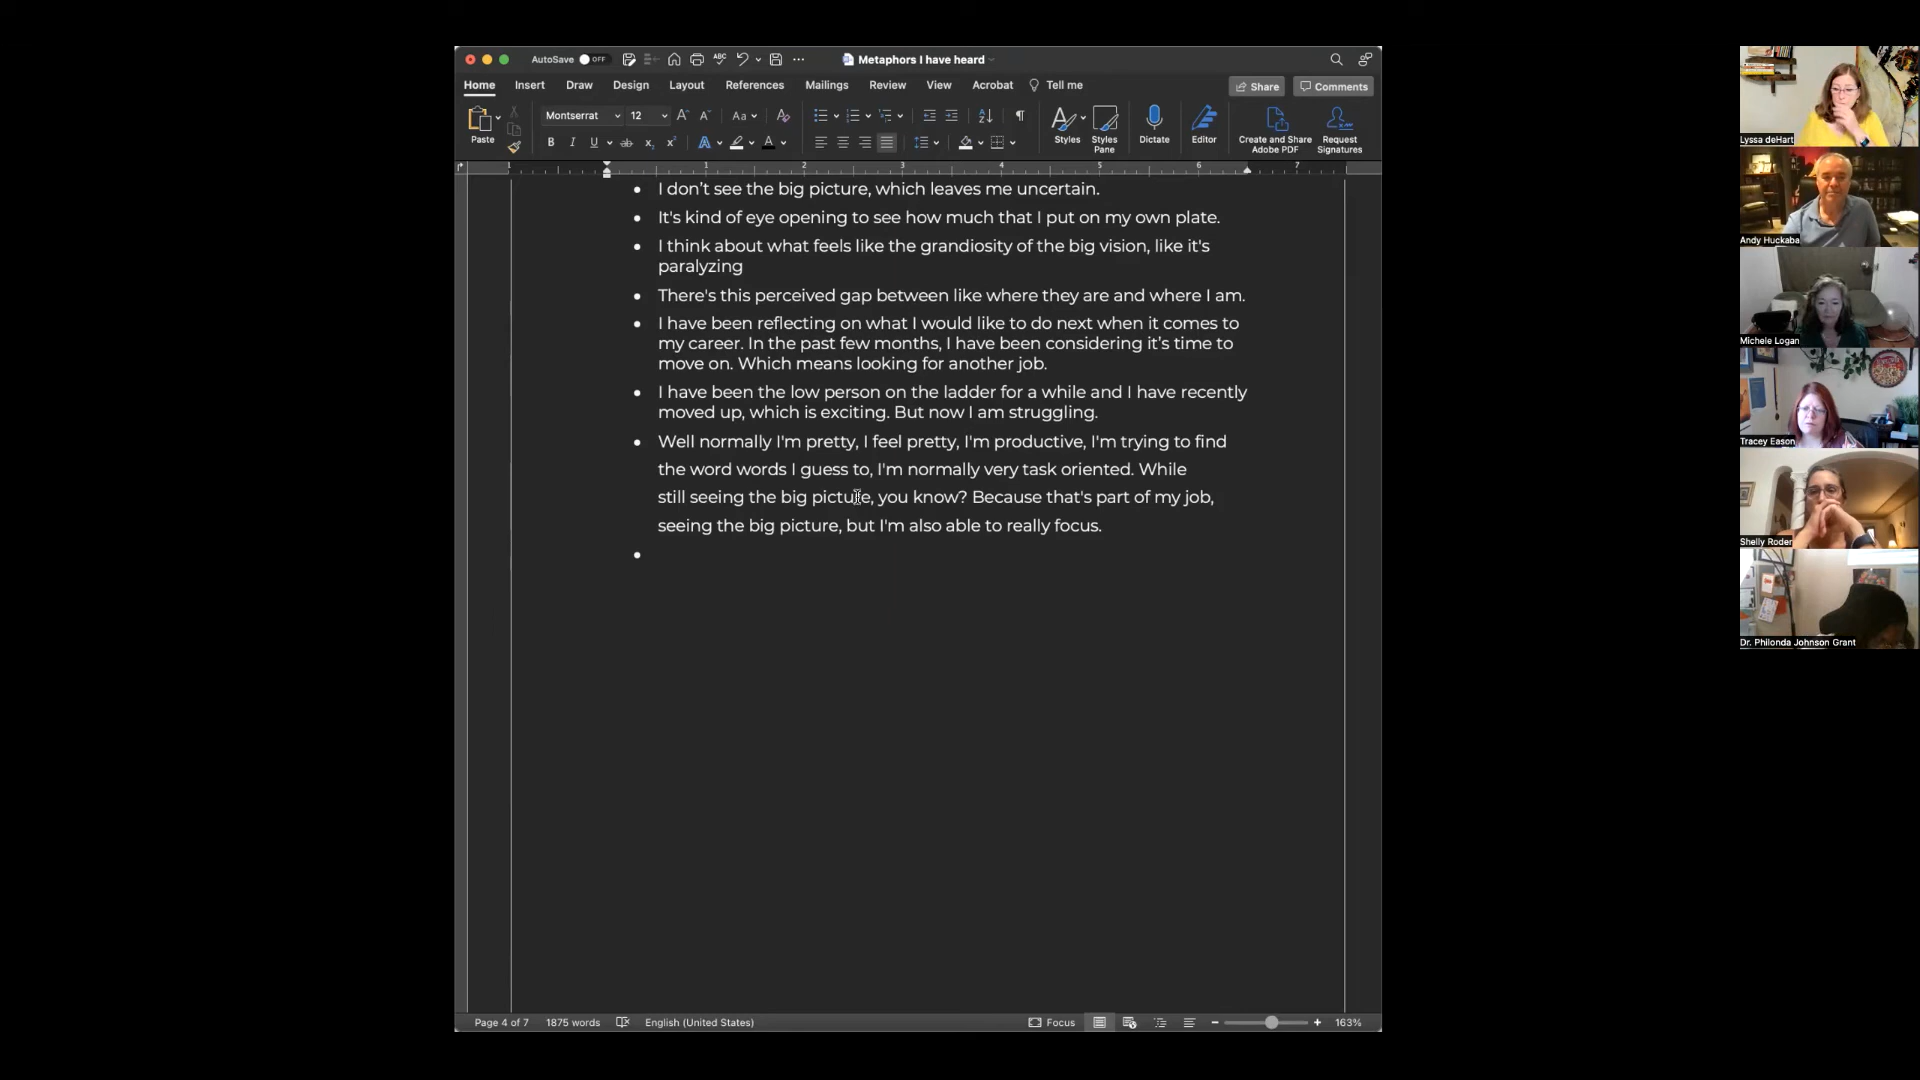 AutoSave OFF
Metaphors I have heard
Home Insert Draw Design Layout References Mailings Review View Acrobat Tell me
Share Comments
Paste
Montserrat 12
Styles
Styles Pane
Dictate
Editor
Create and Share Adobe PDF
Request Signatures
1 1 2 3 4 5 6 7
• I don’t see the big picture, which leaves me uncertain.
• It's kind of eye opening to see how much that I put on my own plate.
• I think about what feels like the grandiosity of the big vision, like it's
paralyzing
• There's this perceived gap between like where they are and where I am.
• I have been reflecting on what I would like to do next when it comes to
my career. In the past few months, I have been considering it’s time to
move on. Which means looking for another job.
• I have been the low person on the ladder for a while and I have recently
moved up, which is exciting. But now I am struggling.
• Well normally I'm pretty, I feel pretty, I'm productive, I'm trying to find
the word words I guess to, I'm normally very task oriented. While
still seeing the big picture, you know? Because that's part of my job,
seeing the big picture, but I'm also able to really focus.
•
Page 4 of 7 1875 words English (United States) Focus 163%
Lyssa deHart
Andy Huckaba
Michele Logan
Tracey Eason
Shelly Roder
Dr. Philonda Johnson Grant